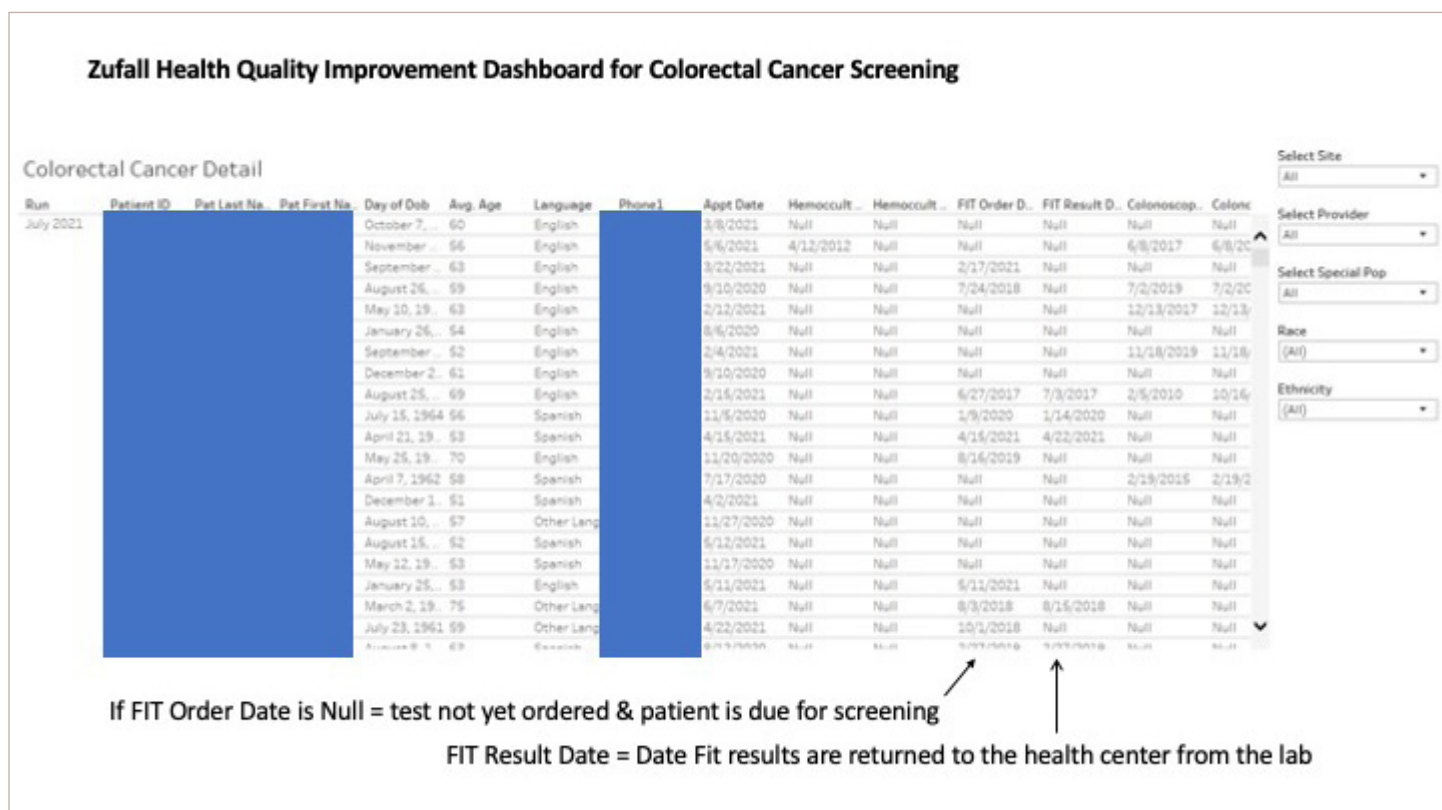 Zufall Health Quality Improvement Dashboard for Colorectal Cancer Screening
Colorectal Cancer Detail
Run Patient ID Pat Last Na.. Pat First Na.. Day of Dob Avg. Age Language Phone1 Appt Date Hemoccult .. Hemoccult .. FIT Order D.. FIT Result D.. Colonoscop.. Colonc
July 2021 October 7, .. 60 English 3/8/2021 Null Null Null Null Null Null
November .. 56 English 5/6/2021 4/12/2012 Null Null Null 6/8/2017 6/8/20
September .. 63 English 3/22/2021 Null Null 2/17/2021 Null Null Null
August 26, .. 59 English 9/10/2020 Null Null 7/24/2018 Null 7/2/2019 7/2/20
May 10, 19.. 63 English 2/12/2021 Null Null Null Null 12/13/2017 12/13/
January 26, .. 54 English 8/6/2020 Null Null Null Null Null Null
September .. 52 English 2/4/2021 Null Null Null Null 11/18/2019 11/18/
December 2.. 61 English 9/10/2020 Null Null Null Null Null Null
August 25, .. 69 English 2/15/2021 Null Null 6/27/2017 7/3/2017 2/5/2010 10/16/
July 15, 1964 56 Spanish 11/5/2020 Null Null 1/9/2020 1/14/2020 Null Null
April 21, 19.. 53 Spanish 4/15/2021 Null Null 4/15/2021 4/22/2021 Null Null
May 25, 19.. 70 English 11/20/2020 Null Null 8/16/2019 Null Null Null
April 7, 1962 58 Spanish 7/17/2020 Null Null Null Null 2/19/2015 2/19/2
December 1.. 51 Spanish 4/2/2021 Null Null Null Null Null Null
August 10, .. 57 Other Lang 11/27/2020 Null Null Null Null Null Null
August 15, .. 52 Spanish 5/12/2021 Null Null Null Null Null Null
May 12, 19.. 53 Spanish 11/17/2020 Null Null Null Null Null Null
January 25, .. 53 English 5/11/2021 Null Null 5/11/2021 Null Null Null
March 2, 19.. 75 Other Lang 6/7/2021 Null Null 8/3/2018 8/15/2018 Null Null
July 23, 1961 59 Other Lang 4/22/2021 Null Null 10/1/2018 Null Null Null
Select Site
All
Select Provider
All
Select Special Pop
All
Race
(All)
Ethnicity
(All)
If FIT Order Date is Null = test not yet ordered & patient is due for screening
FIT Result Date = Date Fit results are returned to the health center from the lab